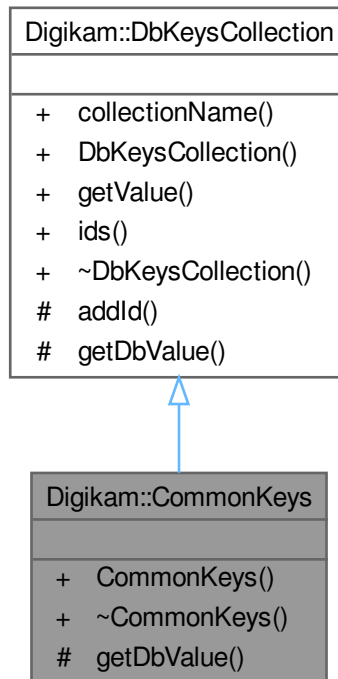 Digikam::DbKeysCollection
+ collectionName()
+ DbKeysCollection()
+ getValue()
+ ids()
+ ~DbKeysCollection()
# addId()
# getDbValue()
Digikam::CommonKeys
+ CommonKeys()
+ ~CommonKeys()
# getDbValue()